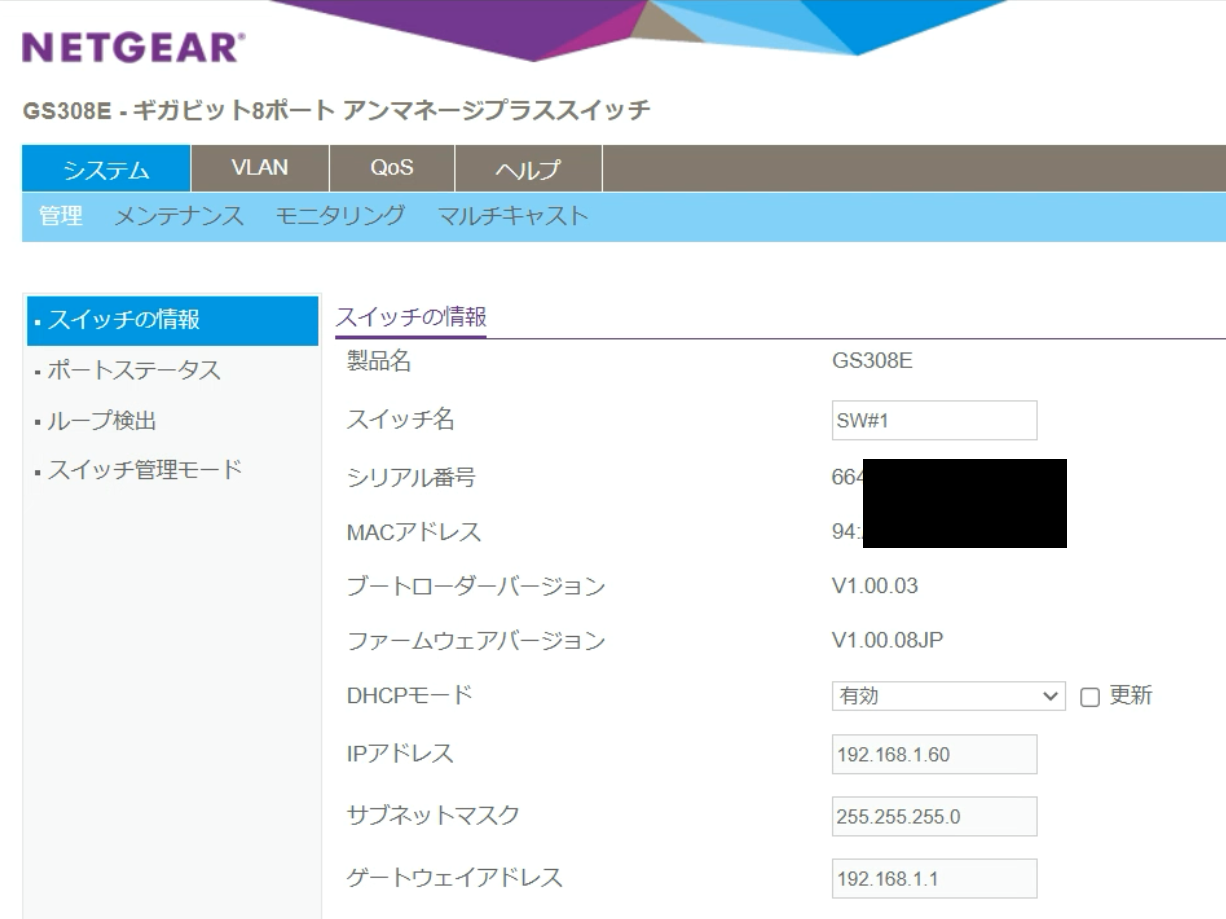 NETGEAR®
GS308E - ギガビット8ポート アンマネージプラススイッチ
システム VLAN QoS ヘルプ
管理 メンテナンス モニタリング マルチキャスト
スイッチの情報
ポートステータス
ループ検出
スイッチ管理モード
スイッチの情報
製品名 GS308E
スイッチ名 SW#1
シリアル番号 664
MACアドレス 94:
ブートローダーバージョン V1.00.03
ファームウェアバージョン V1.00.08JP
DHCPモード 有効 更新
IPアドレス 192.168.1.60
サブネットマスク 255.255.255.0
ゲートウェイアドレス 192.168.1.1